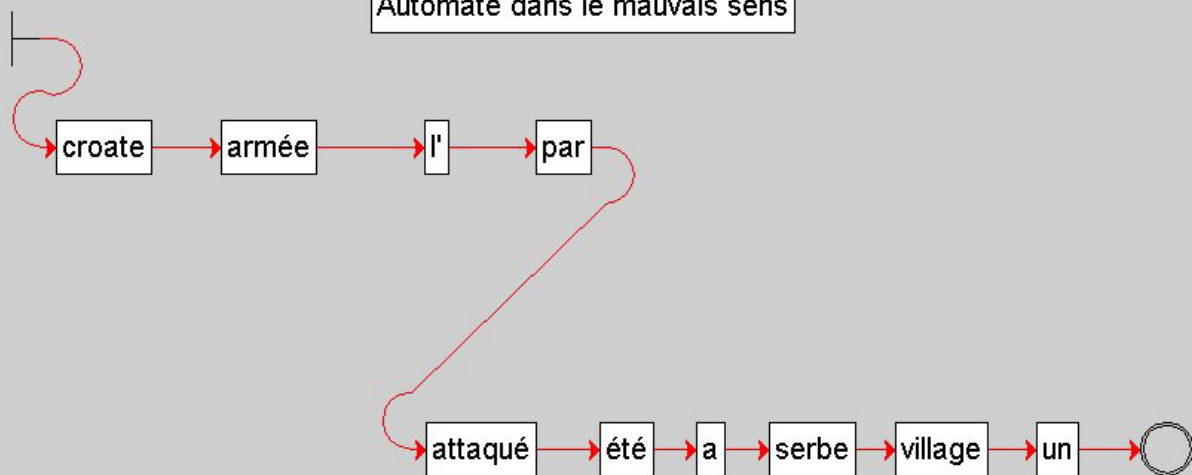 Automate dans le mauvais sens
croate armée l' par
attaqué été a serbe village un